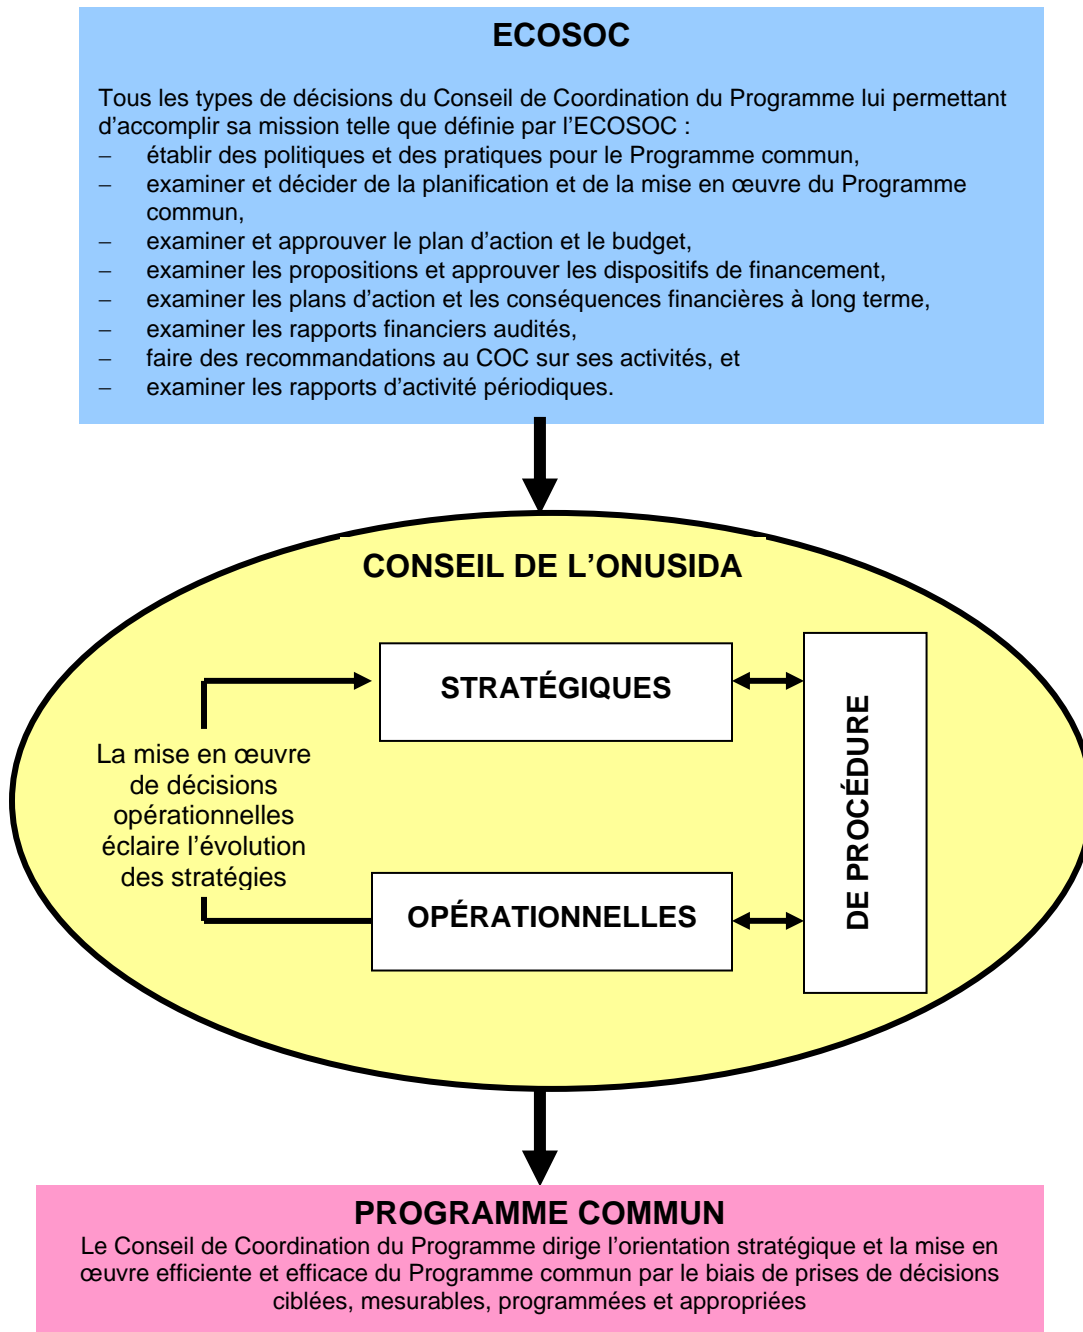 ECOSOC
Tous les types de décisions du Conseil de Coordination du Programme lui permettant
d'accomplir sa mission telle que définie par l’ECOSOC :
– établir des politiques et des pratiques pour le Programme commun,
– examiner et décider de la planification et de la mise en œuvre du Programme
commun,
– examiner et approuver le plan d’action et le budget,
– examiner les propositions et approuver les dispositifs de financement,
– examiner les plans d’action et les conséquences financières à long terme,
– examiner les rapports financiers audités,
– faire des recommandations au COC sur ses activités, et
– examiner les rapports d’activité périodiques.
CONSEIL DE L’ONUSIDA
STRATÉGIQUES
DE PROCÉDURE
La mise en œuvre
de décisions
opérationnelles
éclaire l’évolution
des stratégies
OPÉRATIONNELLES
PROGRAMME COMMUN
Le Conseil de Coordination du Programme dirige l’orientation stratégique et la mise en
œuvre efficiente et efficace du Programme commun par le biais de prises de décisions
ciblées, mesurables, programmées et appropriées